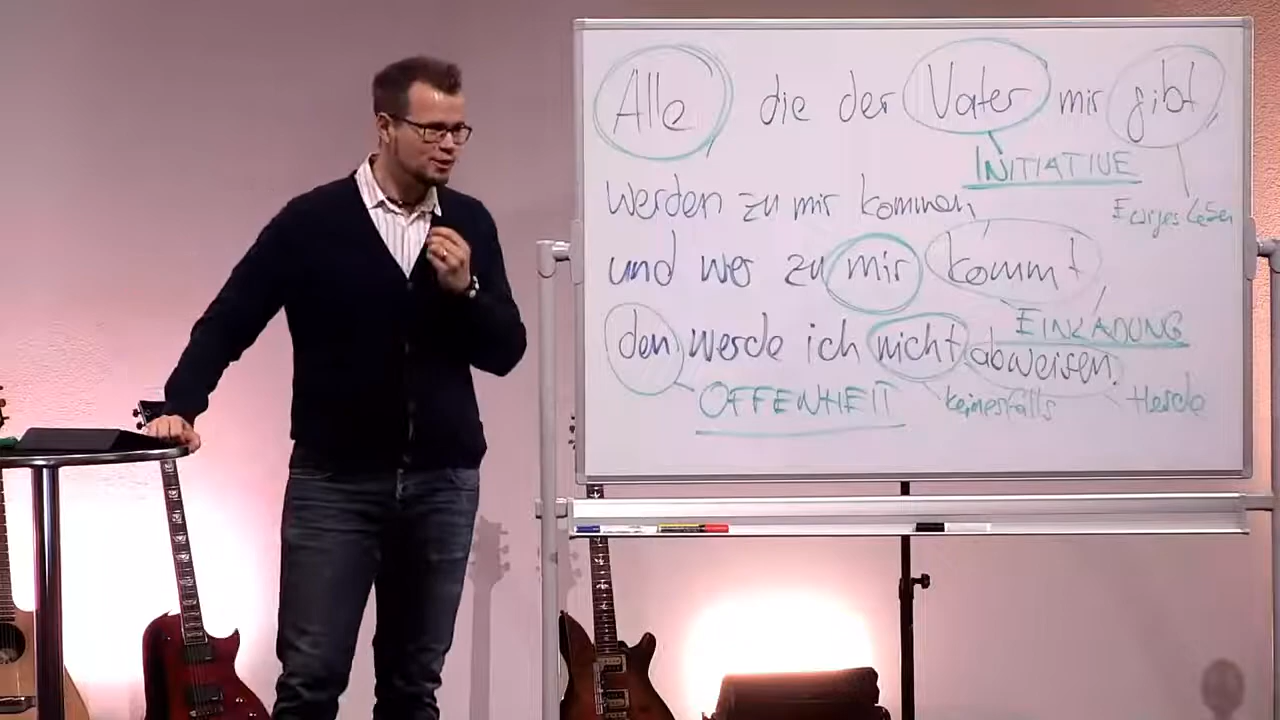 Alle die der Vater mir gibt,
INITIATIVE
werden zu mir kommen,
Ewiges Leben
und wer zu mir kommt
EINLADUNG
den werde ich nicht abweisen.
OFFENHEIT keinesfalls Herde